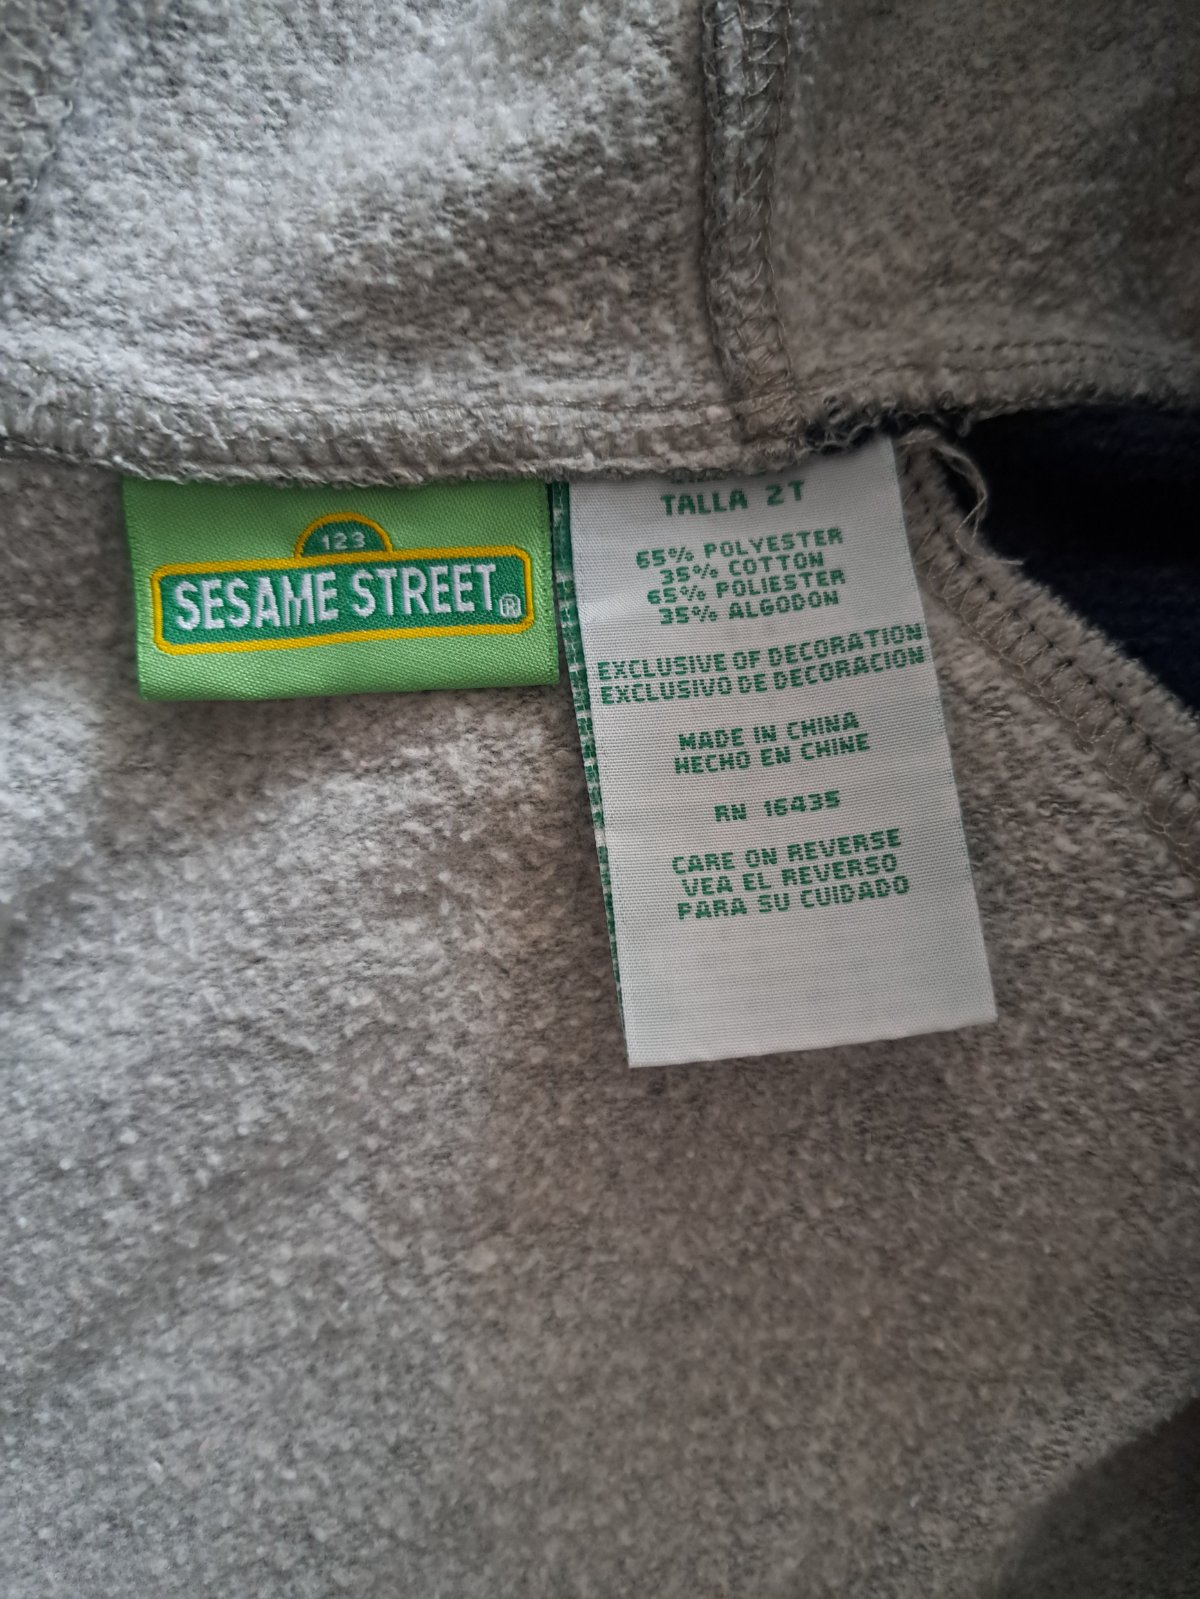 123
SESAME STREET®
TALLA 2T
65% POLYESTER
35% COTTON
65% POLIESTER
35% ALGODON
EXCLUSIVE OF DECORATION
EXCLUSIVO DE DECORACION
MADE IN CHINA
HECHO EN CHINE
RN 16435
CARE ON REVERSE
VEA EL REVERSO
PARA SU CUIDADO